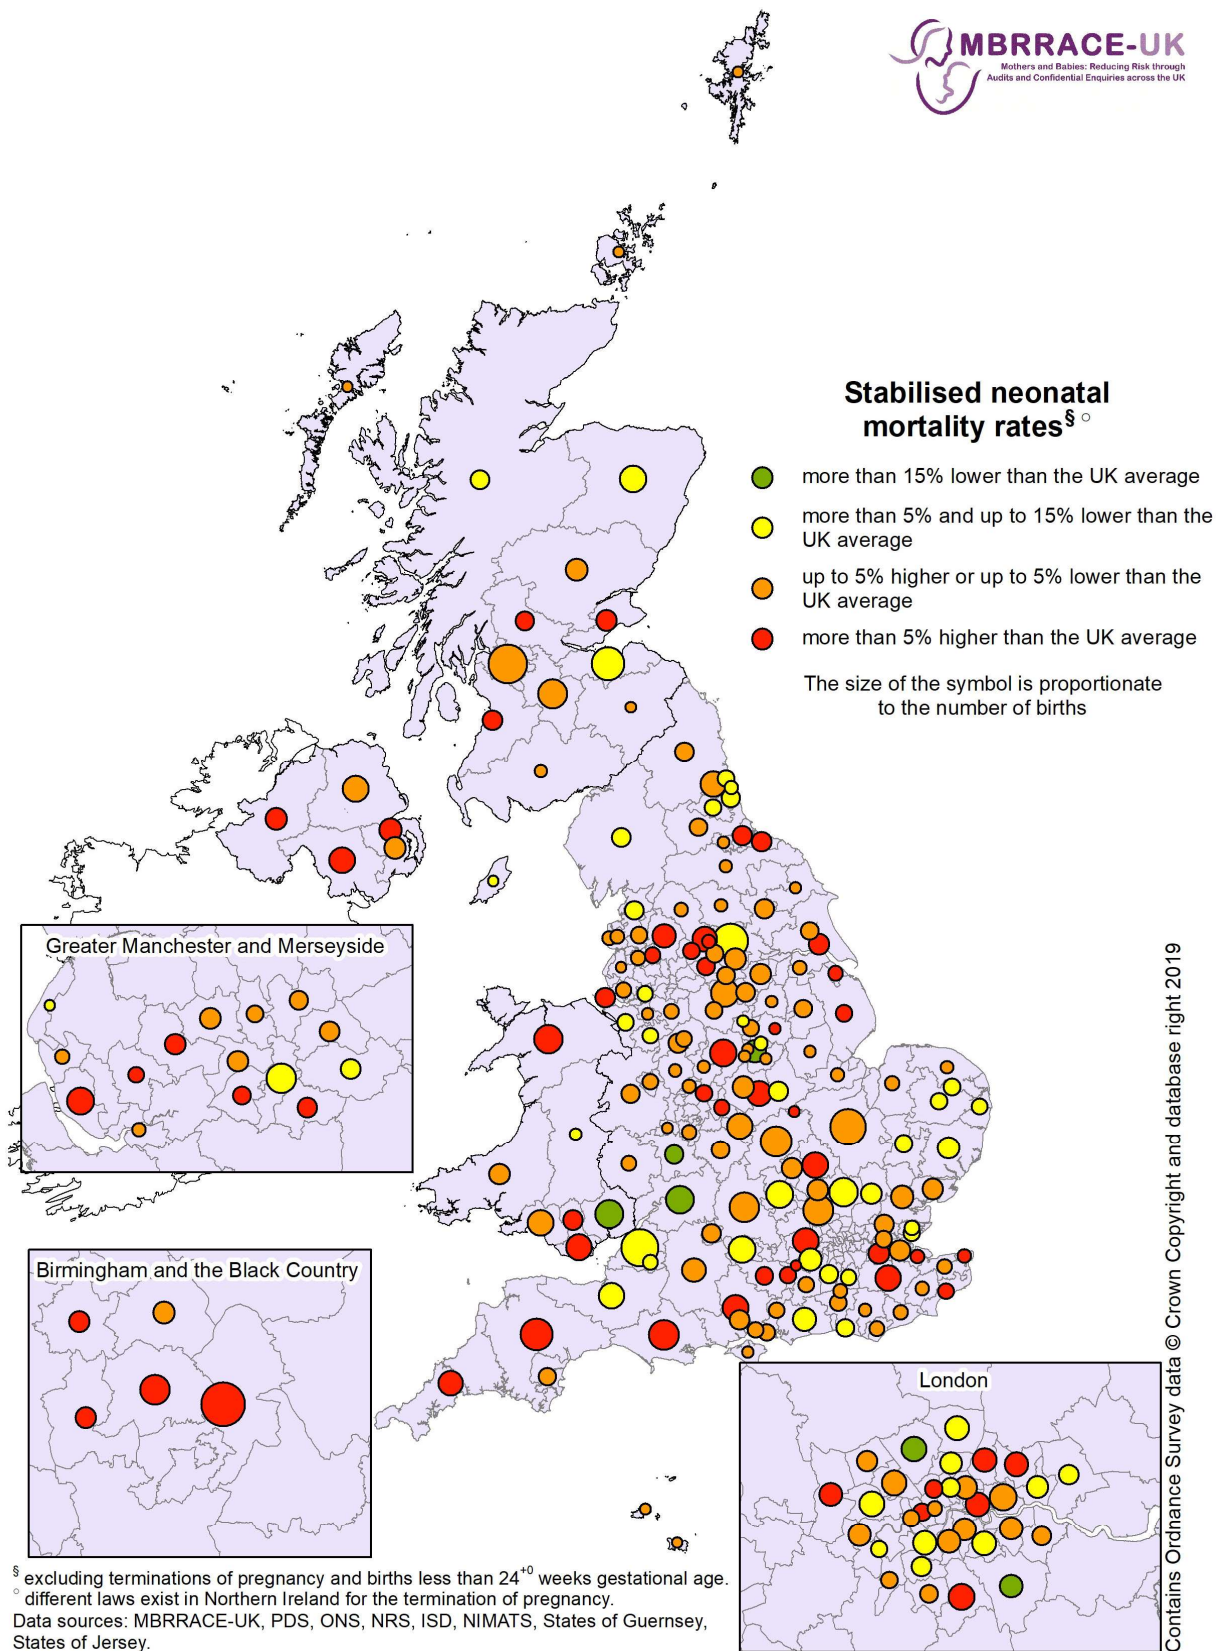 MBRRACE-UK
Mothers and Babies: Reducing Risk through
Audits and Confidential Enquiries across the UK
Stabilised neonatal
mortality rates§ ○
more than 15% lower than the UK average
more than 5% and up to 15% lower than the
UK average
up to 5% higher or up to 5% lower than the
UK average
more than 5% higher than the UK average
The size of the symbol is proportionate
to the number of births
Greater Manchester and Merseyside
Birmingham and the Black Country
London
§ excluding terminations of pregnancy and births less than 24+0 weeks gestational age.
○ different laws exist in Northern Ireland for the termination of pregnancy.
Data sources: MBRRACE-UK, PDS, ONS, NRS, ISD, NIMATS, States of Guernsey,
States of Jersey.
Contains Ordnance Survey data © Crown Copyright and database right 2019